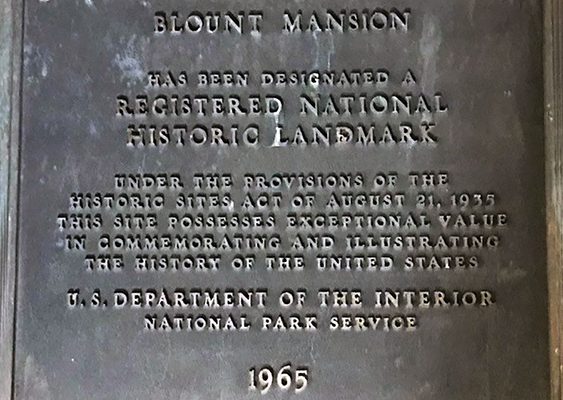 BLOUNT MANSION
HAS BEEN DESIGNATED A
REGISTERED NATIONAL
HISTORIC LANDMARK
UNDER THE PROVISIONS OF THE
HISTORIC SITES ACT OF AUGUST 21, 1935
THIS SITE POSSESSES EXCEPTIONAL VALUE
IN COMMEMORATING AND ILLUSTRATING
THE HISTORY OF THE UNITED STATES
U. S. DEPARTMENT OF THE INTERIOR
NATIONAL PARK SERVICE
1965